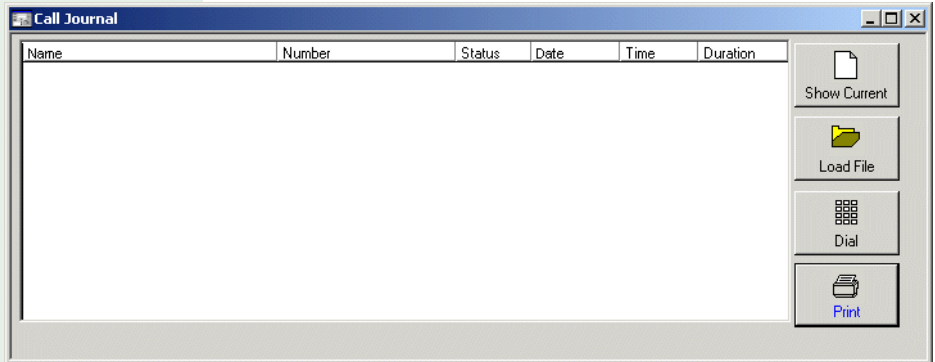 Call Journal
Name Number Status Date Time Duration
Show Current
Load File
Dial
Print